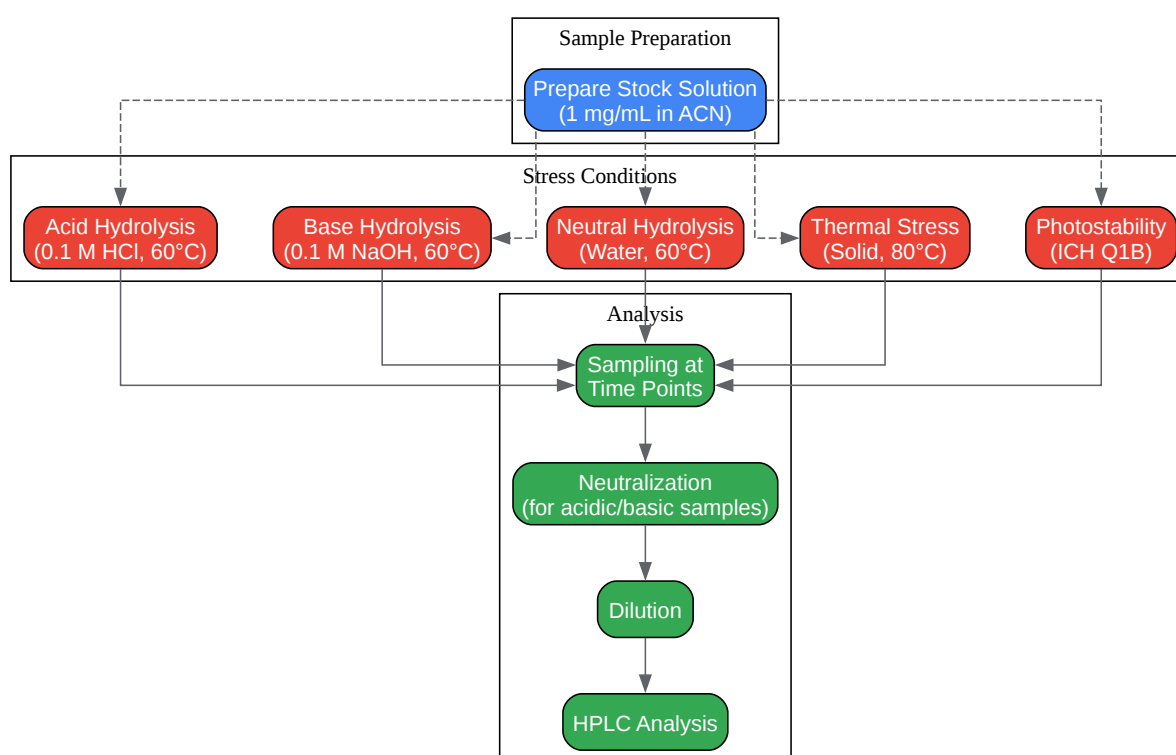 Sample Preparation
Prepare Stock Solution
(1 mg/mL in ACN)
Stress Conditions
Acid Hydrolysis
(0.1 M HCl, 60°C)
Base Hydrolysis
(0.1 M NaOH, 60°C)
Neutral Hydrolysis
(Water, 60°C)
Thermal Stress
(Solid, 80°C)
Photostability
(ICH Q1B)
Analysis
Sampling at
Time Points
Neutralization
(for acidic/basic samples)
Dilution
HPLC Analysis